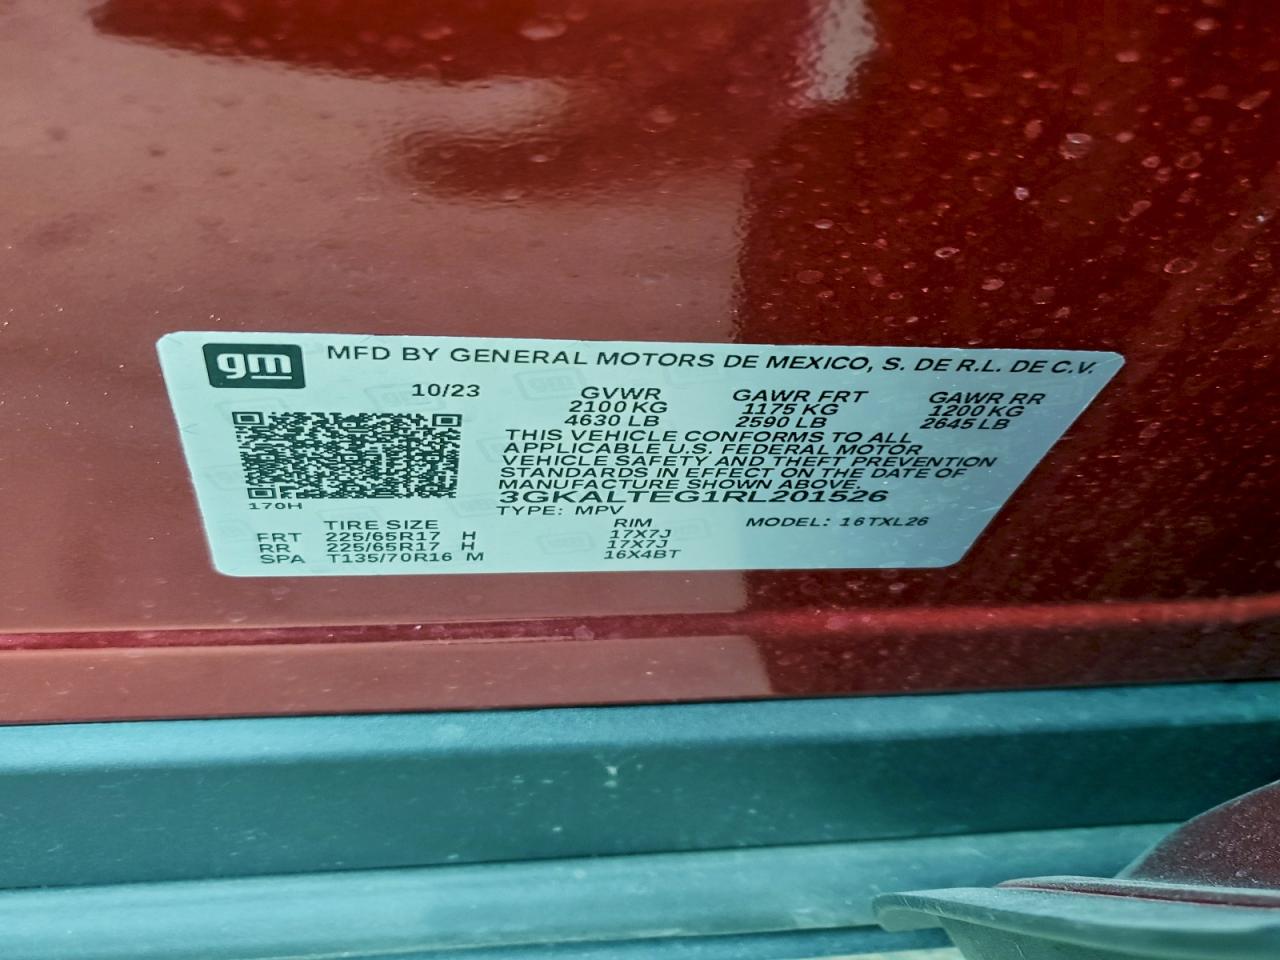 gm MFD BY GENERAL MOTORS DE MEXICO, S. DE R.L. DE C.V.
10/23 GVWR GAWR FRT GAWR RR
2100 KG 1175 KG 1200 KG
4630 LB 2590 LB 2645 LB
THIS VEHICLE CONFORMS TO ALL
APPLICABLE U.S. FEDERAL MOTOR
VEHICLE SAFETY AND THEFT PREVENTION
STANDARDS IN EFFECT ON THE DATE OF
MANUFACTURE SHOWN ABOVE.
3GKALTEG1RL201526
170H TYPE: MPV
TIRE SIZE RIM MODEL: 16TXL26
FRT 225/65R17 H 17X7J
RR 225/65R17 H 17X7J
SPA T135/70R16 M 16X4BT